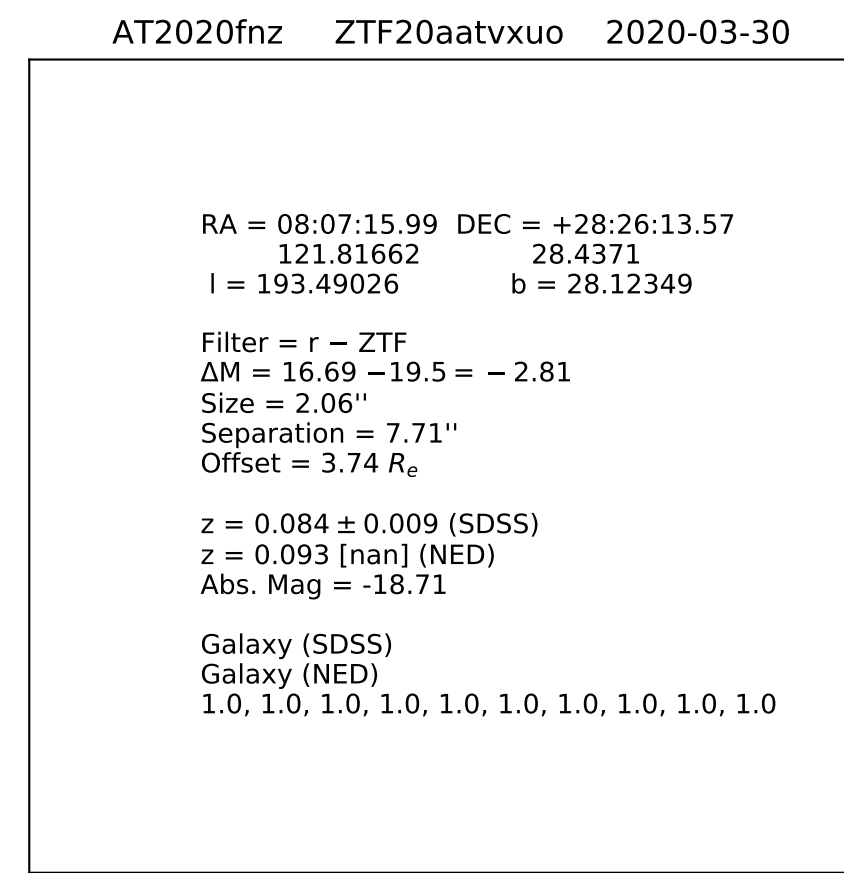 AT2020fnz ZTF20aatvxuo 2020-03-30
RA = 08:07:15.99 DEC = +28:26:13.57
121.81662 28.4371
l = 193.49026 b = 28.12349
Filter = r − ZTF
ΔM = 16.69 −19.5 = − 2.81
Size = 2.06''
Separation = 7.71''
Offset = 3.74 Rₑ
z = 0.084 ± 0.009 (SDSS)
z = 0.093 [nan] (NED)
Abs. Mag = -18.71
Galaxy (SDSS)
Galaxy (NED)
1.0, 1.0, 1.0, 1.0, 1.0, 1.0, 1.0, 1.0, 1.0, 1.0